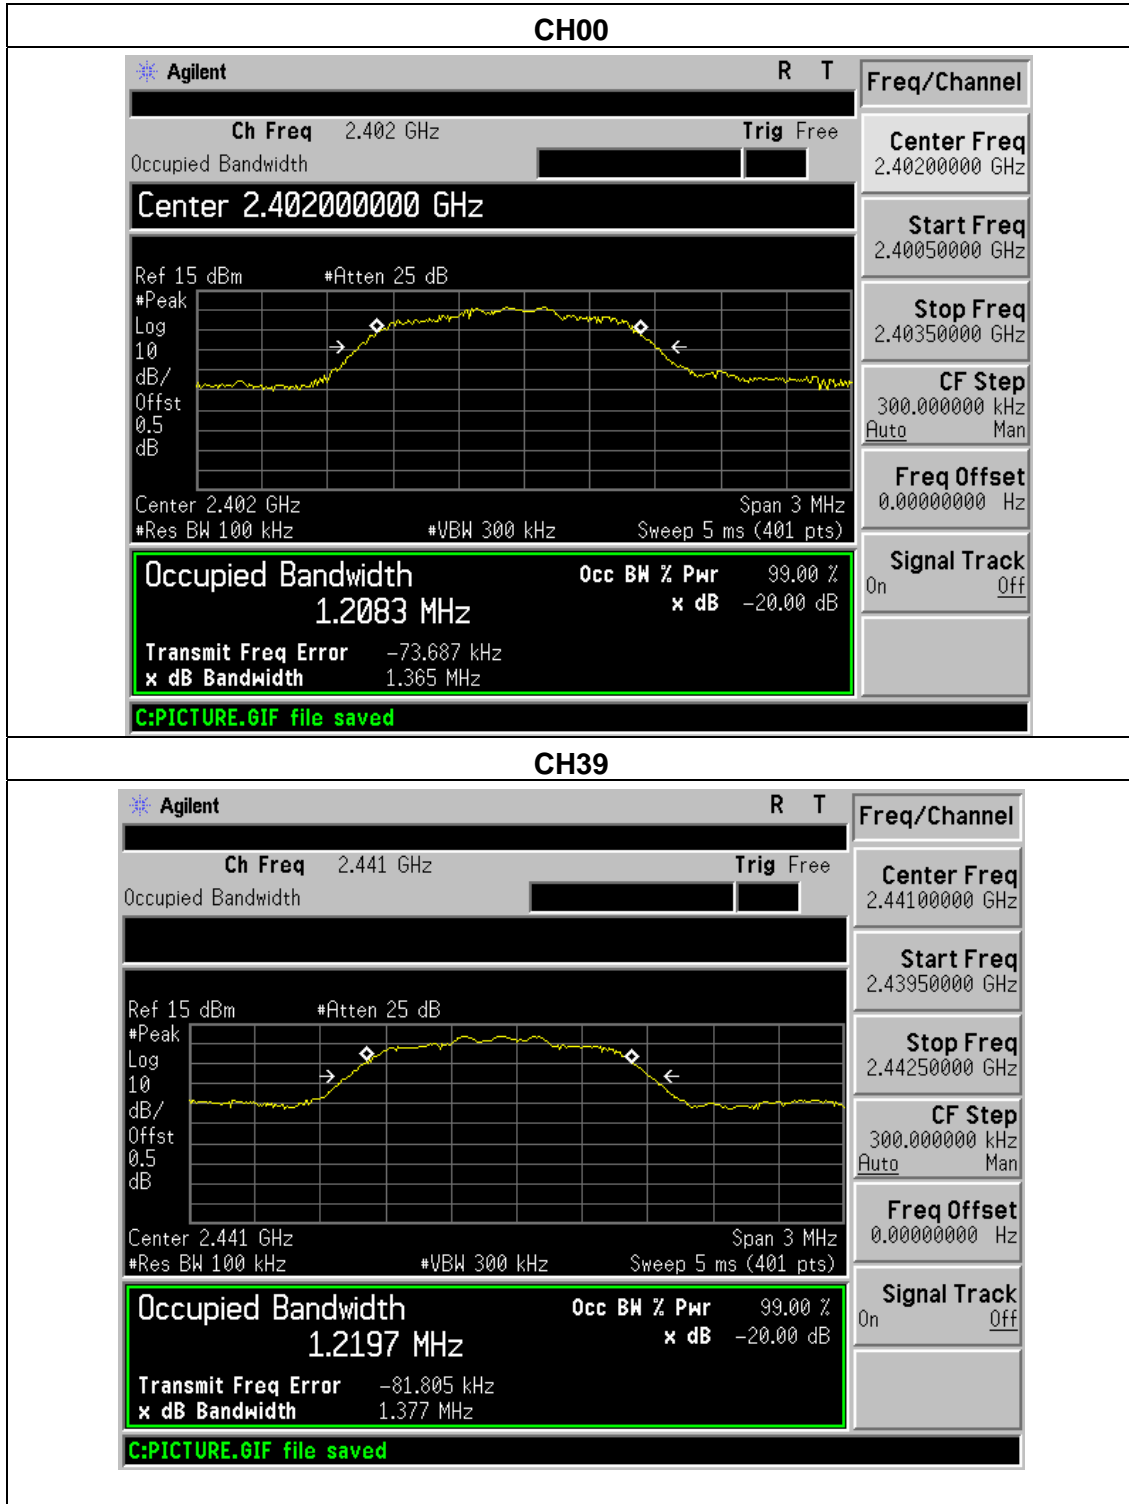 CH00
Agilent R T Freq/Channel
Ch Freq 2.402 GHz Trig Free
Occupied Bandwidth
Center Freq
2.40200000 GHz
Center 2.402000000 GHz
Start Freq
2.40050000 GHz
Ref 15 dBm #Atten 25 dB
#Peak
Log
10
dB/
Offst
0.5
dB
Stop Freq
2.40350000 GHz
CF Step
300.000000 kHz
Auto Man
Freq Offset
0.00000000 Hz
Center 2.402 GHz Span 3 MHz
#Res BW 100 kHz #VBW 300 kHz Sweep 5 ms (401 pts)
Signal Track
On Off
Occupied Bandwidth Occ BW % Pwr 99.00 %
1.2083 MHz x dB -20.00 dB
Transmit Freq Error -73.687 kHz
x dB Bandwidth 1.365 MHz
C:PICTURE.GIF file saved
CH39
Agilent R T Freq/Channel
Ch Freq 2.441 GHz Trig Free
Occupied Bandwidth
Center Freq
2.44100000 GHz
Start Freq
2.43950000 GHz
Ref 15 dBm #Atten 25 dB
#Peak
Log
10
dB/
Offst
0.5
dB
Stop Freq
2.44250000 GHz
CF Step
300.000000 kHz
Auto Man
Freq Offset
0.00000000 Hz
Center 2.441 GHz Span 3 MHz
#Res BW 100 kHz #VBW 300 kHz Sweep 5 ms (401 pts)
Signal Track
On Off
Occupied Bandwidth Occ BW % Pwr 99.00 %
1.2197 MHz x dB -20.00 dB
Transmit Freq Error -81.805 kHz
x dB Bandwidth 1.377 MHz
C:PICTURE.GIF file saved